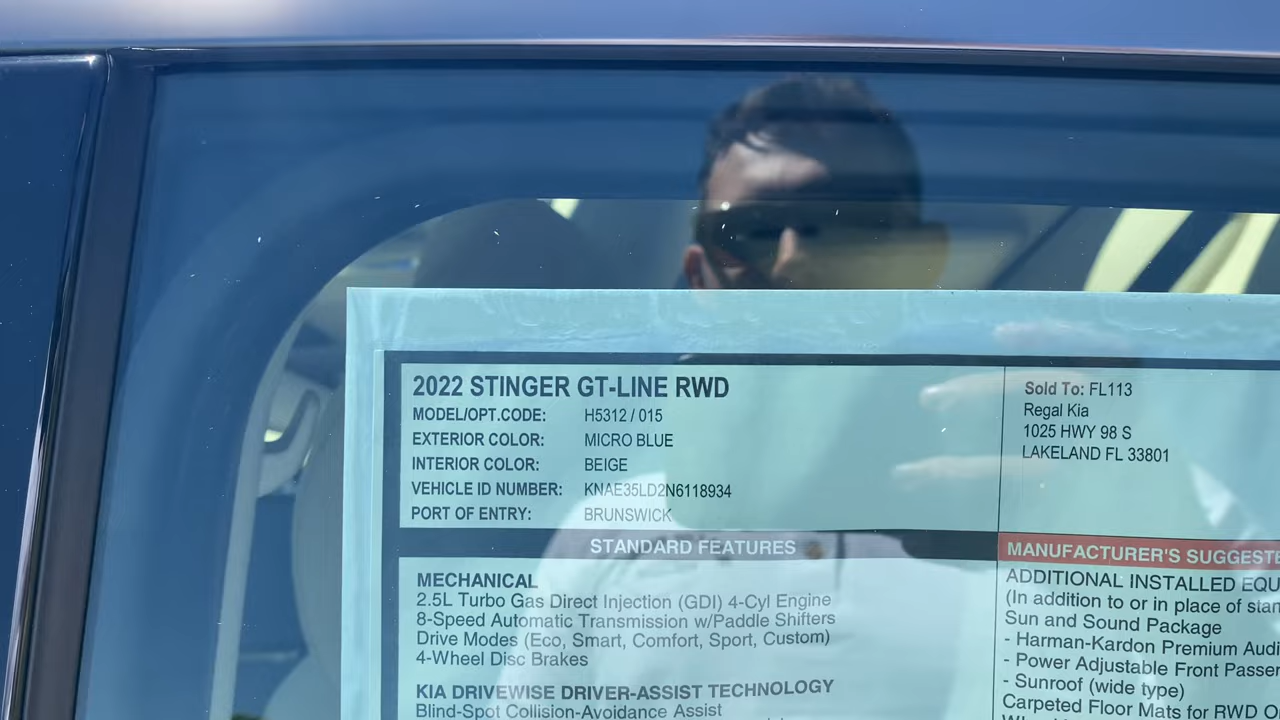 2022 STINGER GT-LINE RWD
MODEL/OPT.CODE: H5312 / 015
EXTERIOR COLOR: MICRO BLUE
INTERIOR COLOR: BEIGE
VEHICLE ID NUMBER: KNAE35LD2N6118934
PORT OF ENTRY: BRUNSWICK
Sold To: FL113
Regal Kia
1025 HWY 98 S
LAKELAND FL 33801
STANDARD FEATURES
MECHANICAL
2.5L Turbo Gas Direct Injection (GDI) 4-Cyl Engine
8-Speed Automatic Transmission w/Paddle Shifters
Drive Modes (Eco, Smart, Comfort, Sport, Custom)
4-Wheel Disc Brakes
KIA DRIVEWISE DRIVER-ASSIST TECHNOLOGY
Blind-Spot Collision-Avoidance Assist
MANUFACTURER'S SUGGESTE
ADDITIONAL INSTALLED EQU
(In addition to or in place of stan
Sun and Sound Package
- Harman-Kardon Premium Audi
- Power Adjustable Front Passen
- Sunroof (wide type)
Carpeted Floor Mats for RWD O